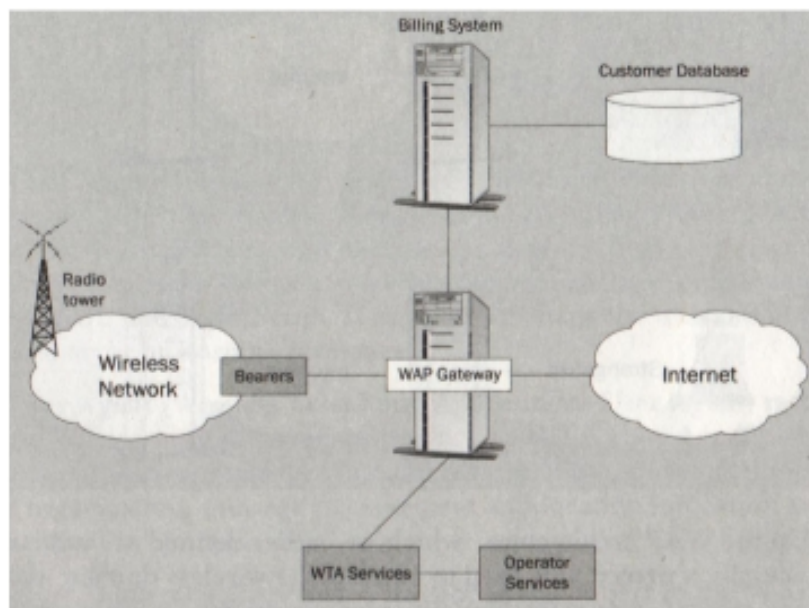 Billing System
Customer Database
Radio
tower
Wireless
Network
Bearers
WAP Gateway
Internet
WTA Services
Operator
Services